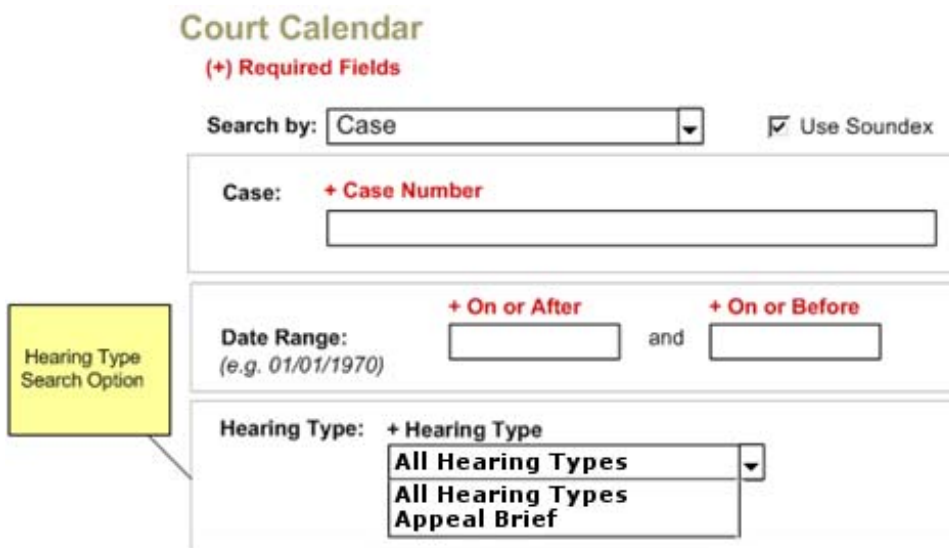 Court Calendar
(+) Required Fields
Search by: Case Use Soundex
Case: + Case Number
+ On or After + On or Before
Date Range: and
(e.g. 01/01/1970)
Hearing Type
Search Option
Hearing Type: + Hearing Type
All Hearing Types
All Hearing Types
Appeal Brief